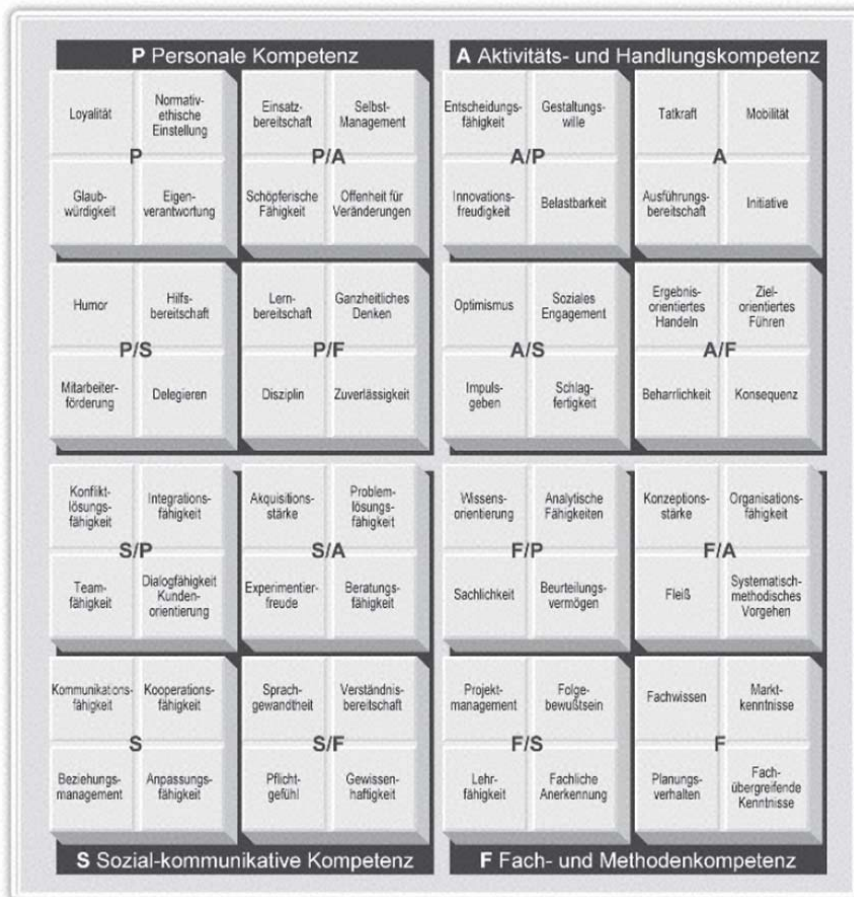 P Personale Kompetenz
Loyalität
Normativ-
ethische
Einstellung
P
Glaub-
würdigkeit
Eigen-
verantwortung
Einsatz-
bereitschaft
Selbst-
Management
P/A
Schöpferische
Fähigkeit
Offenheit für
Veränderungen
Humor
Hilfs-
bereitschaft
P/S
Mitarbeiter-
förderung
Delegieren
Lern-
bereitschaft
Ganzheitliches
Denken
P/F
Disziplin
Zuverlässigkeit
A Aktivitäts- und Handlungskompetenz
Entscheidungs-
fähigkeit
Gestaltungs-
wille
A/P
Innovations-
freudigkeit
Belastbarkeit
Tatkraft
Mobilität
A
Ausführungs-
bereitschaft
Initiative
Optimismus
Soziales
Engagement
A/S
Impuls-
geben
Schlag-
fertigkeit
Ergebnis-
orientiertes
Handeln
Ziel-
orientiertes
Führen
A/F
Beharrlichkeit
Konsequenz
Konflikt-
lösungs-
fähigkeit
Integrations-
fähigkeit
S/P
Team-
fähigkeit
Dialogfähigkeit
Kunden-
orientierung
Akquisitions-
stärke
Problem-
lösungs-
fähigkeit
S/A
Experimentier-
freude
Beratungs-
fähigkeit
Kommunikations-
fähigkeit
Kooperations-
fähigkeit
S
Beziehungs-
management
Anpassungs-
fähigkeit
Sprach-
gewandtheit
Verständnis-
bereitschaft
S/F
Pflicht-
gefühl
Gewissen-
haftigkeit
S Sozial-kommunikative Kompetenz
Wissens-
orientierung
Analytische
Fähigkeiten
F/P
Sachlichkeit
Beurteilungs-
vermögen
Konzeptions-
stärke
Organisations-
fähigkeit
F/A
Fleiß
Systematisch-
methodisches
Vorgehen
Projekt-
management
Folge-
bewußtsein
F/S
Lehr-
fähigkeit
Fachliche
Anerkennung
Fachwissen
Markt-
kenntnisse
F
Planungs-
verhalten
Fach-
übergreifende
Kenntnisse
F Fach- und Methodenkompetenz